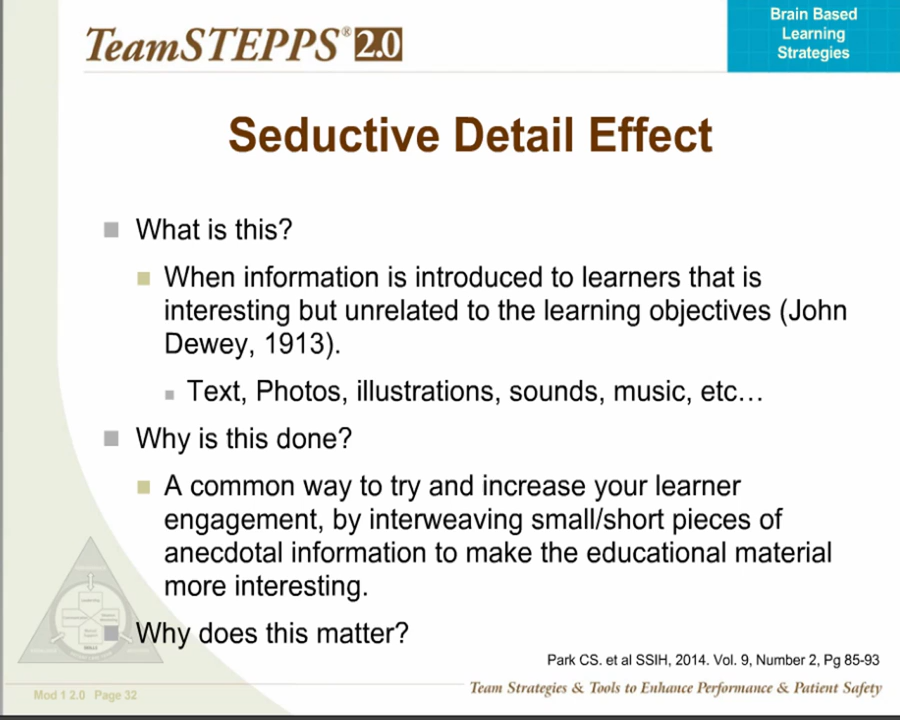 TeamSTEPPS® 2.0
Brain Based
Learning
Strategies
Seductive Detail Effect
What is this?
When information is introduced to learners that is
interesting but unrelated to the learning objectives (John
Dewey, 1913).
Text, Photos, illustrations, sounds, music, etc…
Why is this done?
A common way to try and increase your learner
engagement, by interweaving small/short pieces of
anecdotal information to make the educational material
more interesting.
Why does this matter?
Park CS. et al SSIH, 2014. Vol. 9, Number 2, Pg 85-93
Mod 1 2.0 Page 32
Team Strategies & Tools to Enhance Performance & Patient Safety